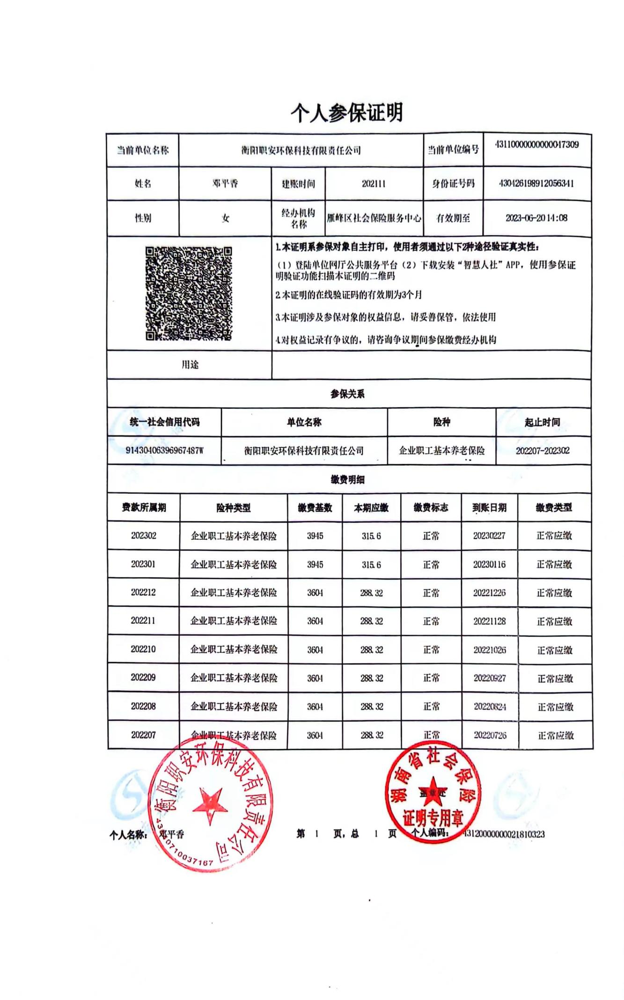 个人参保证明
当前单位名称 衡阳职安环保科技有限责任公司 当前单位编号 43110000000000047309
姓名 邓平香 建账时间 202111 身份证号码 430426198912056341
性别 女 经办机构名称 雁峰区社会保险服务中心 有效期至 2023-06-20 14:08
1.本证明系参保对象自主打印，使用者须通过以下2种途径验证真实性：
（1）登陆单位网厅公共服务平台（2）下载安装“智慧人社”APP，使用参保证
明验证功能扫描本证明的二维码
2.本证明的在线验证码的有效期为3个月
3.本证明涉及参保对象的权益信息，请妥善保管，依法使用
4.对权益记录有争议的，请咨询争议期间参保缴费经办机构
用途
参保关系
统一社会信用代码 单位名称 险种 起止时间
91430406396967487W 衡阳职安环保科技有限责任公司 企业职工基本养老保险 202207-202302
缴费明细
费款所属期 险种类型 缴费基数 本期应缴 缴费标志 到账日期 缴费类型
202302 企业职工基本养老保险 3945 315.6 正常 20230227 正常应缴
202301 企业职工基本养老保险 3945 315.6 正常 20230116 正常应缴
202212 企业职工基本养老保险 3604 288.32 正常 20221226 正常应缴
202211 企业职工基本养老保险 3604 288.32 正常 20221128 正常应缴
202210 企业职工基本养老保险 3604 288.32 正常 20221026 正常应缴
202209 企业职工基本养老保险 3604 288.32 正常 20220927 正常应缴
202208 企业职工基本养老保险 3604 288.32 正常 20220824 正常应缴
202207 企业职工基本养老保险 3604 288.32 正常 20220726 正常应缴
衡阳职安环保科技有限责任公司
湖南省社会保险
盖章处
证明专用章
个人名称： 邓平香 第 1 页，总 1 页 个人编码： 43120000000021810323